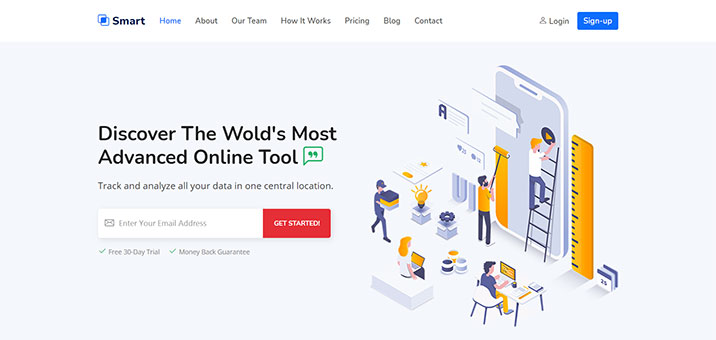 Smart
Home About Our Team How It Works Pricing Blog Contact
Login
Sign-up
Discover The Wold's Most
Advanced Online Tool
Track and analyze all your data in one central location.
Enter Your Email Address
GET STARTED!
Free 30-Day Trial
Money Back Guarantee
A
UI